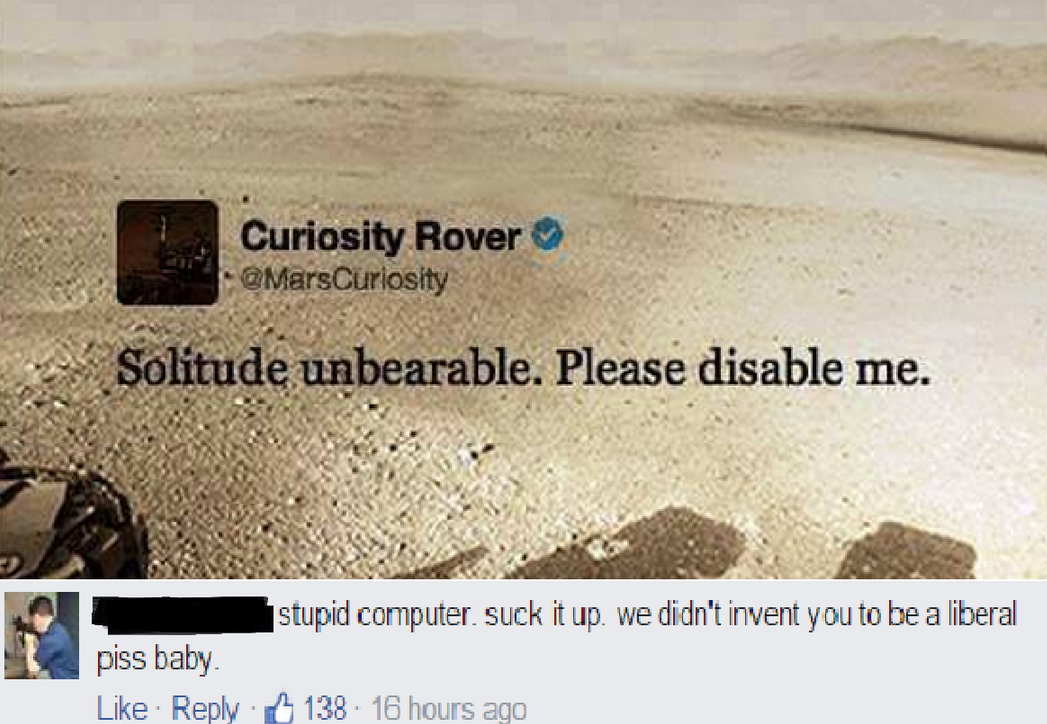 Curiosity Rover
@MarsCuriosity
Solitude unbearable. Please disable me.
stupid computer. suck it up. we didn't invent you to be a liberal
piss baby.
Like · Reply · 138 · 16 hours ago